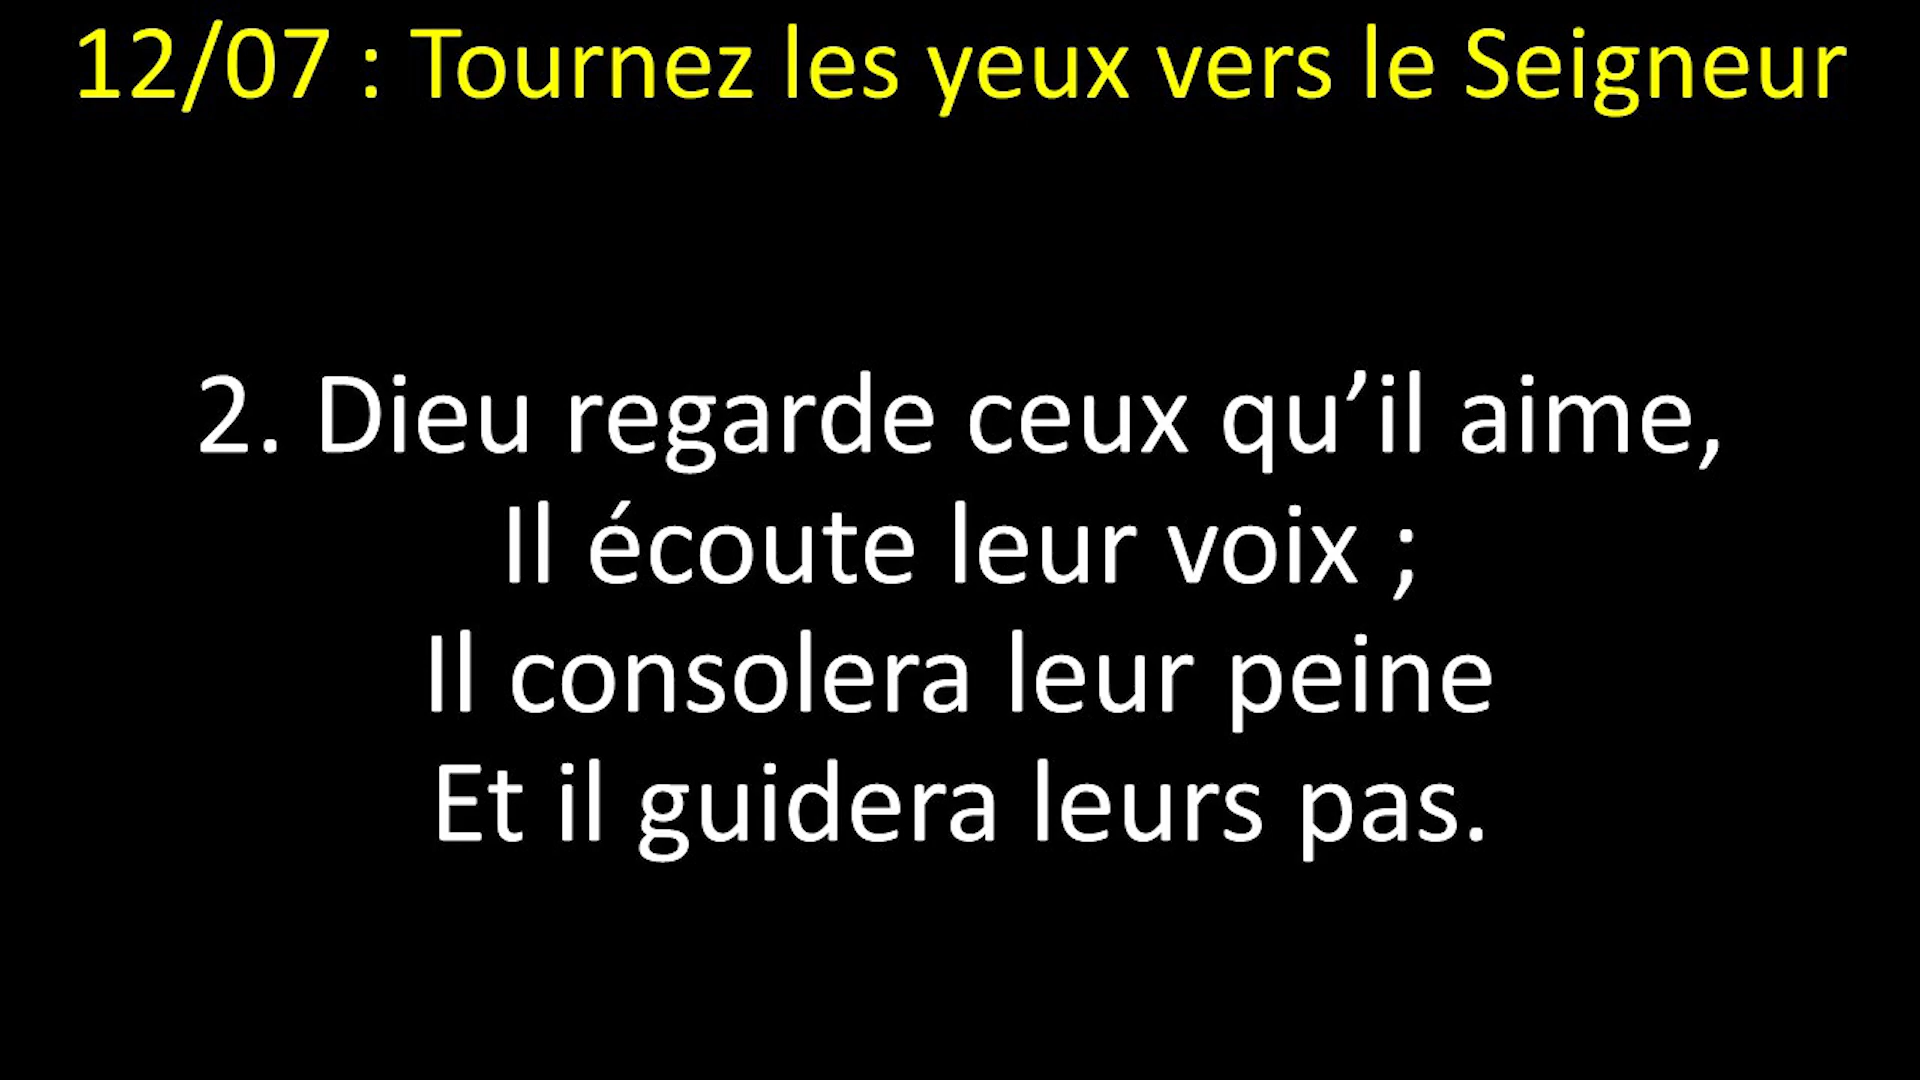 12/07 : Tournez les yeux vers le Seigneur
2. Dieu regarde ceux qu’il aime,
Il écoute leur voix ;
Il consolera leur peine
Et il guidera leurs pas.